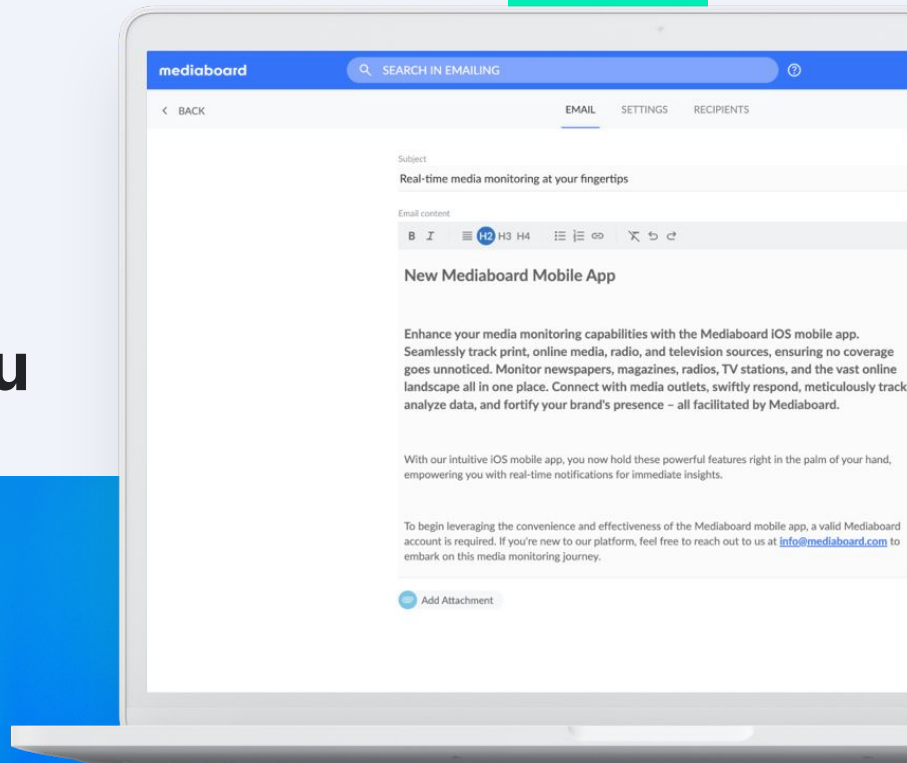 mediaboard
SEARCH IN EMAILING
BACK
EMAIL SETTINGS RECIPIENTS
Subject
Real-time media monitoring at your fingertips
Email content
B I H2 H3 H4
New Mediaboard Mobile App
Enhance your media monitoring capabilities with the Mediaboard iOS mobile app.
Seamlessly track print, online media, radio, and television sources, ensuring no coverage
goes unnoticed. Monitor newspapers, magazines, radios, TV stations, and the vast online
landscape all in one place. Connect with media outlets, swiftly respond, meticulously track
analyze data, and fortify your brand's presence – all facilitated by Mediaboard.
With our intuitive iOS mobile app, you now hold these powerful features right in the palm of your hand,
empowering you with real-time notifications for immediate insights.
To begin leveraging the convenience and effectiveness of the Mediaboard mobile app, a valid Mediaboard
account is required. If you're new to our platform, feel free to reach out to us at info@mediaboard.com to
embark on this media monitoring journey.
Add Attachment
u